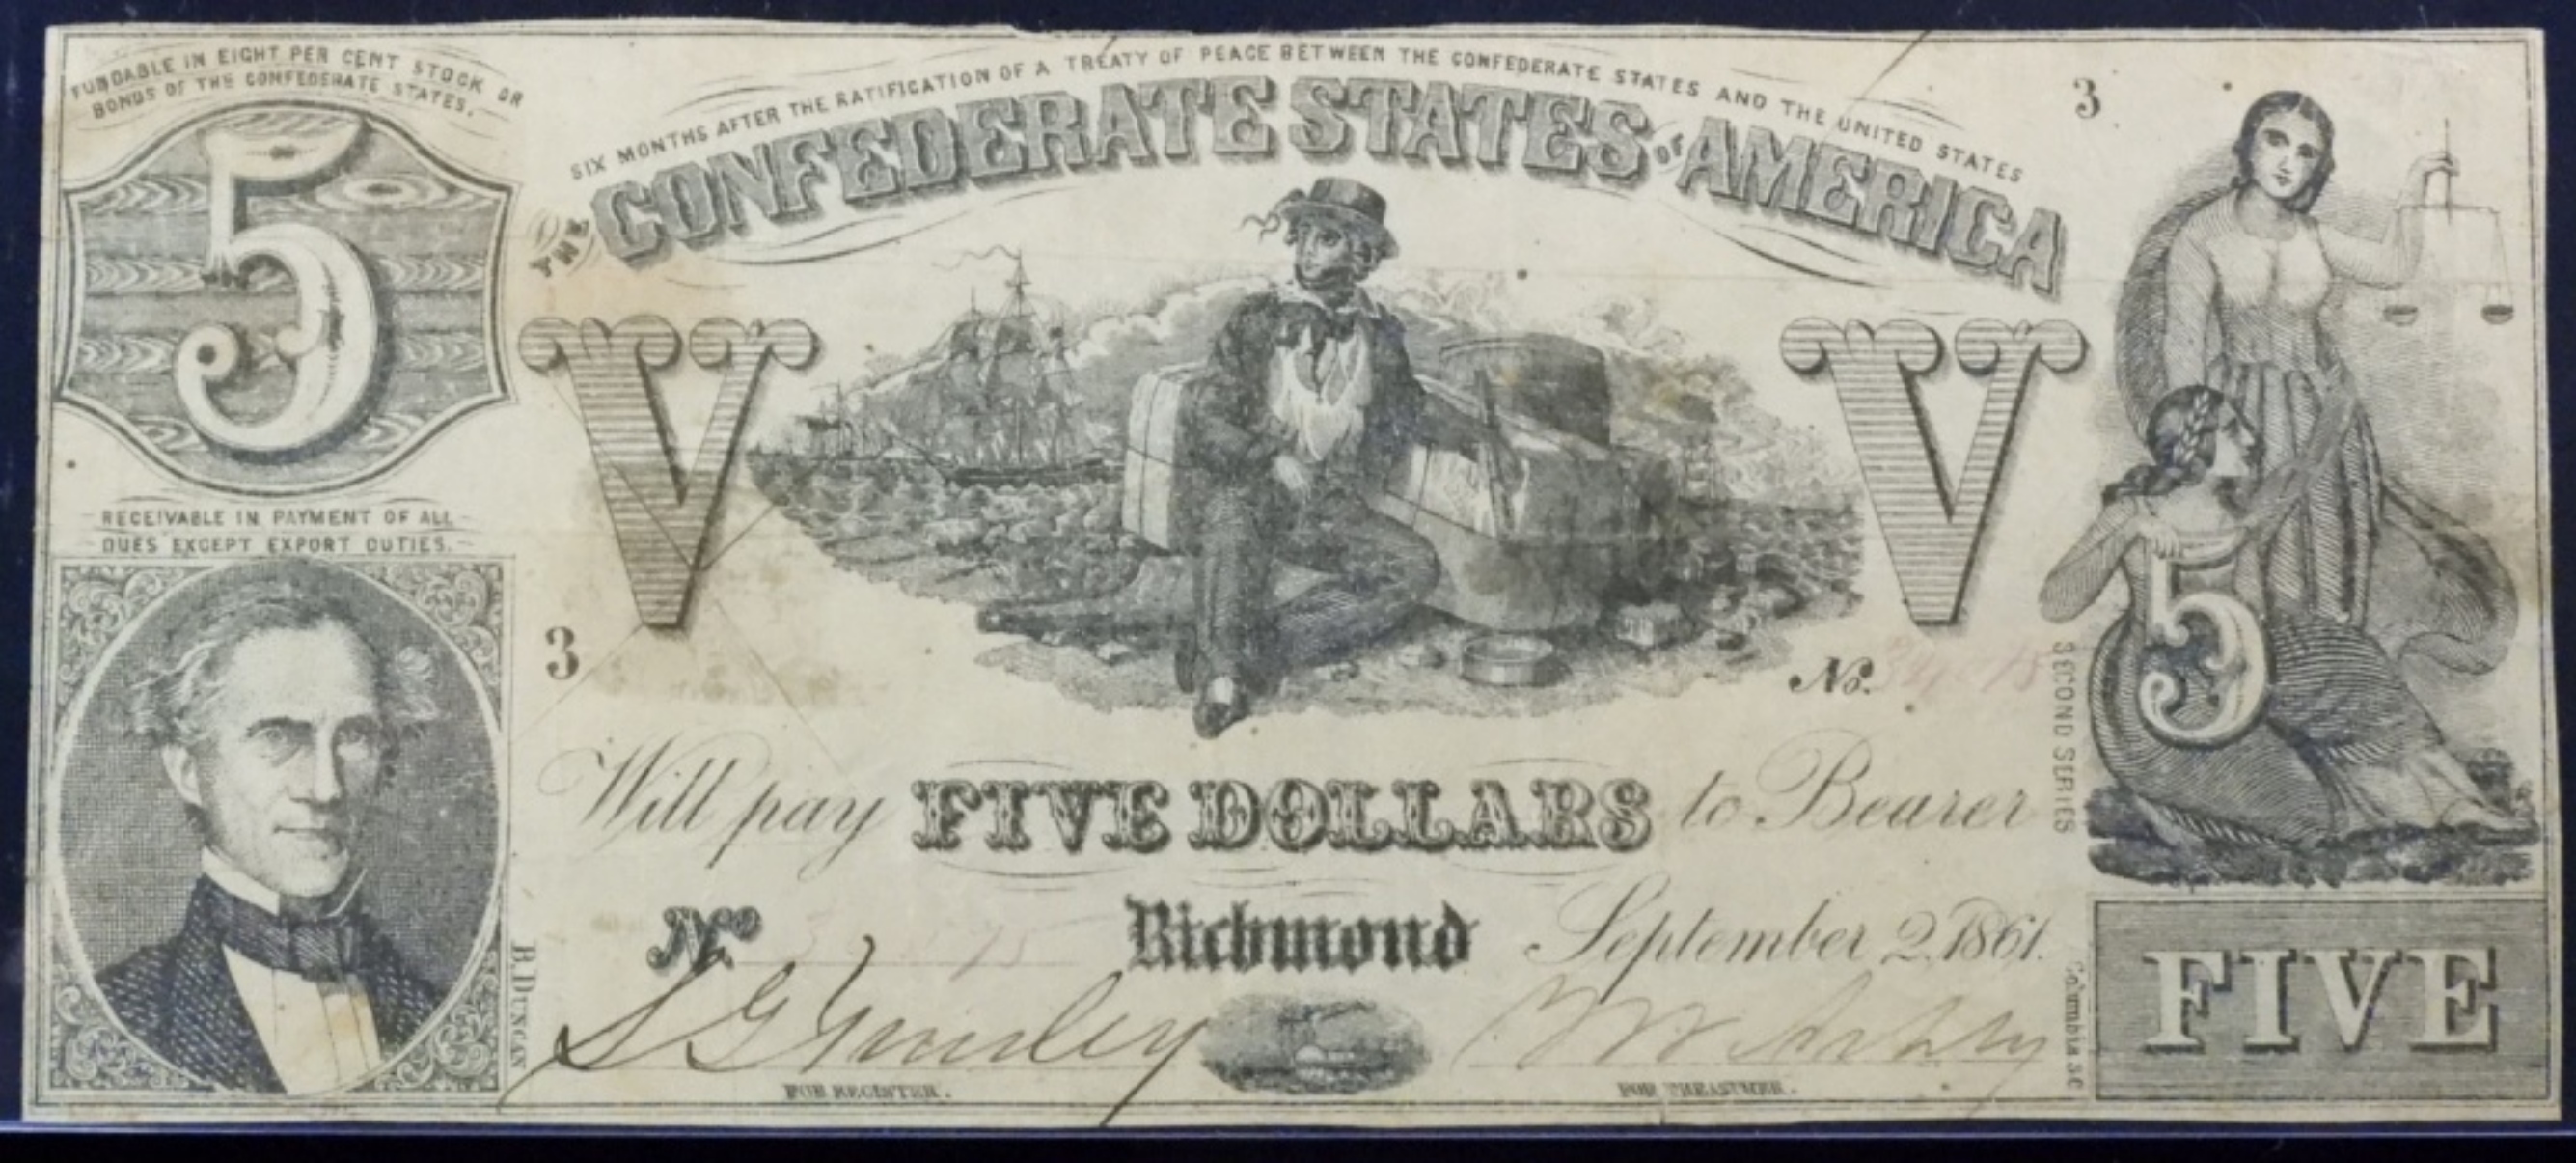 FUNDABLE IN EIGHT PER CENT STOCK OR
BONDS OF THE CONFEDERATE STATES.
5
SIX MONTHS AFTER THE RATIFICATION OF A TREATY OF PEACE BETWEEN THE CONFEDERATE STATES AND THE UNITED STATES
THE CONFEDERATE STATES OF AMERICA
3
V
V
RECEIVABLE IN PAYMENT OF ALL
DUES EXCEPT EXPORT DUTIES.
3
No.
5
SECOND SERIES
Will pay FIVE DOLLARS to Bearer
No Richmond September 2, 1861.
B. DUNCAN
Columbia S.C
FOR REGISTER.
FOR TREASURER.
FIVE